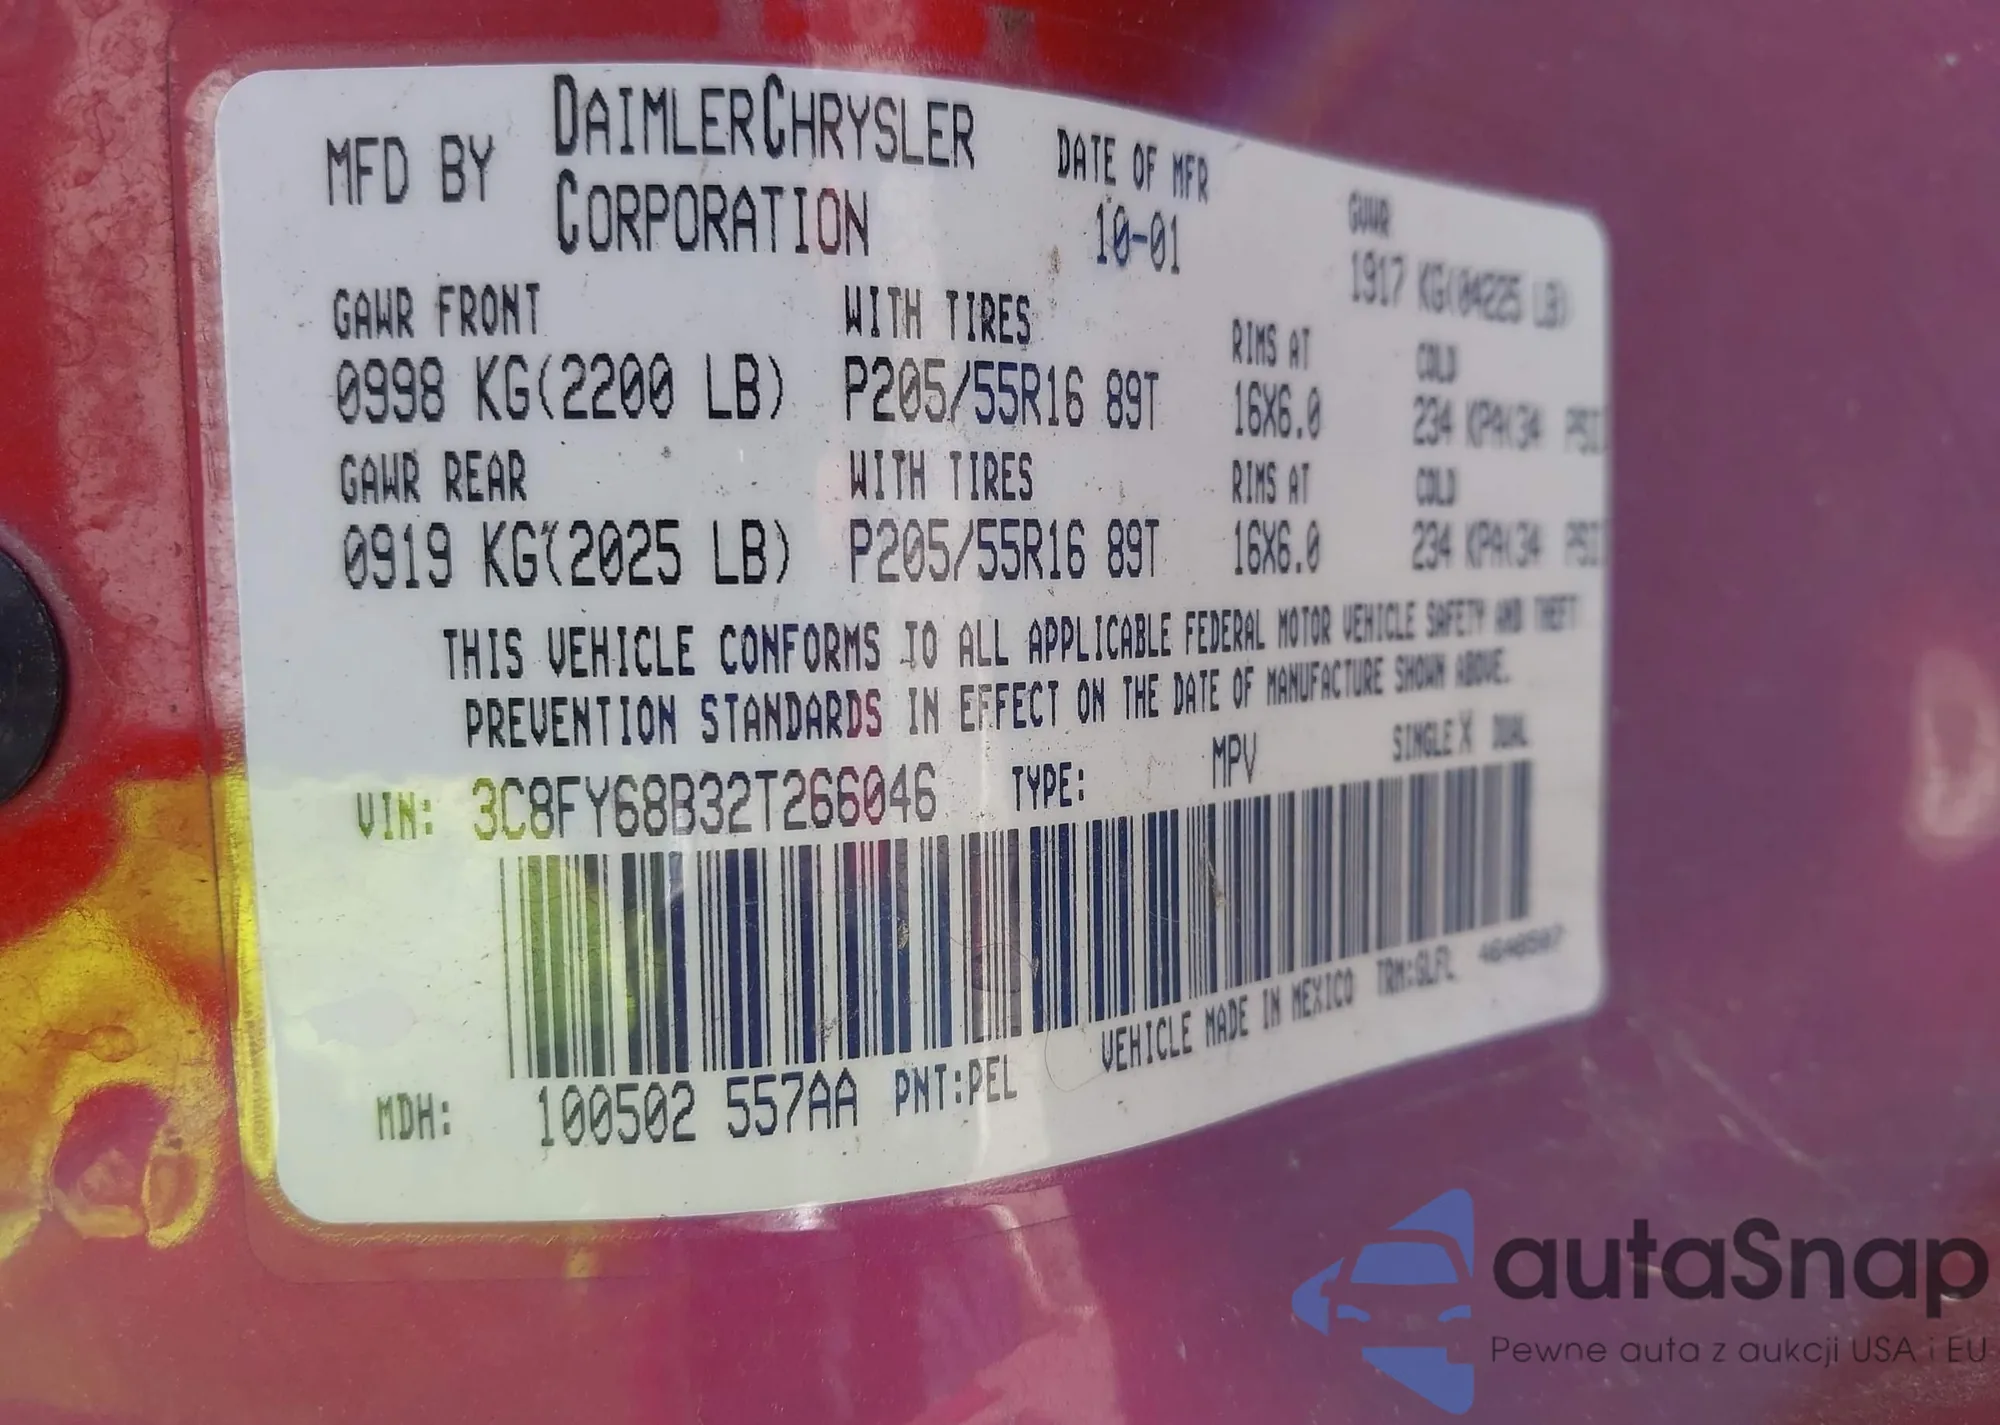 MFD BY DAIMLERCHRYSLER CORPORATION
DATE OF MFR
10-01
GVWR
1917 KG(04225 LB)
GAWR FRONT WITH TIRES RIMS AT COLD
0998 KG(2200 LB) P205/55R16 89T 16X6.0 234 KPA(34 PSI
GAWR REAR WITH TIRES RIMS AT COLD
0919 KG(2025 LB) P205/55R16 89T 16X6.0 234 KPA(34 PSI
THIS VEHICLE CONFORMS TO ALL APPLICABLE FEDERAL MOTOR VEHICLE SAFETY AND THEFT
PREVENTION STANDARDS IN EFFECT ON THE DATE OF MANUFACTURE SHOWN ABOVE.
VIN: 3C8FY68B32T266046 TYPE: MPV SINGLE X DUAL
VEHICLE MADE IN MEXICO TRM:GLFL
MDH: 100502 557AA PNT:PEL
autaSnap
Pewne auta z aukcji USA i EU